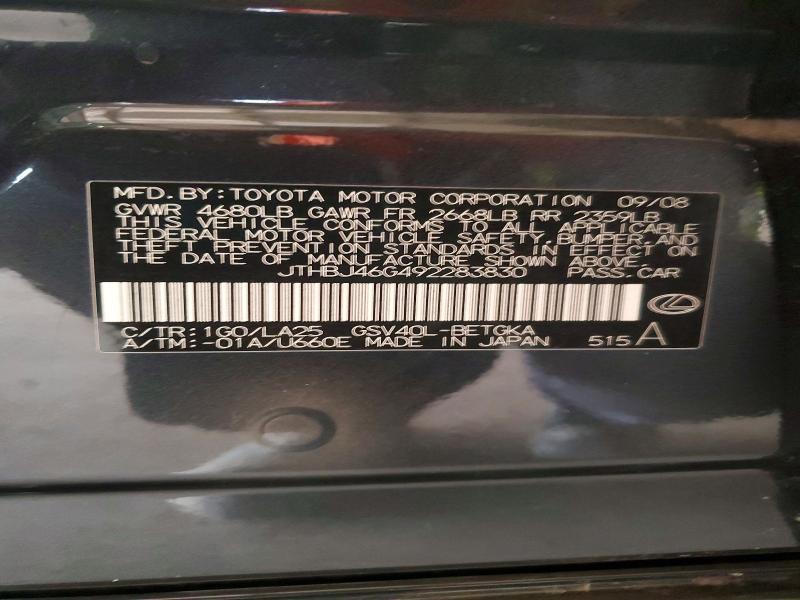 MFD. BY: TOYOTA MOTOR CORPORATION 09/08
GVWR 4680LB GAWR FR 2668LB RR 2359LB
THIS VEHICLE CONFORMS TO ALL APPLICABLE
FEDERAL MOTOR VEHICLE SAFETY, BUMPER, AND
THEFT PREVENTION STANDARDS IN EFFECT ON
THE DATE OF MANUFACTURE SHOWN ABOVE.
JTHBJ46G492283830 PASS. CAR
C/TR: 1G0/LA25 GSV40L-BETGKA
A/TM: -01A/U660E MADE IN JAPAN 515 A